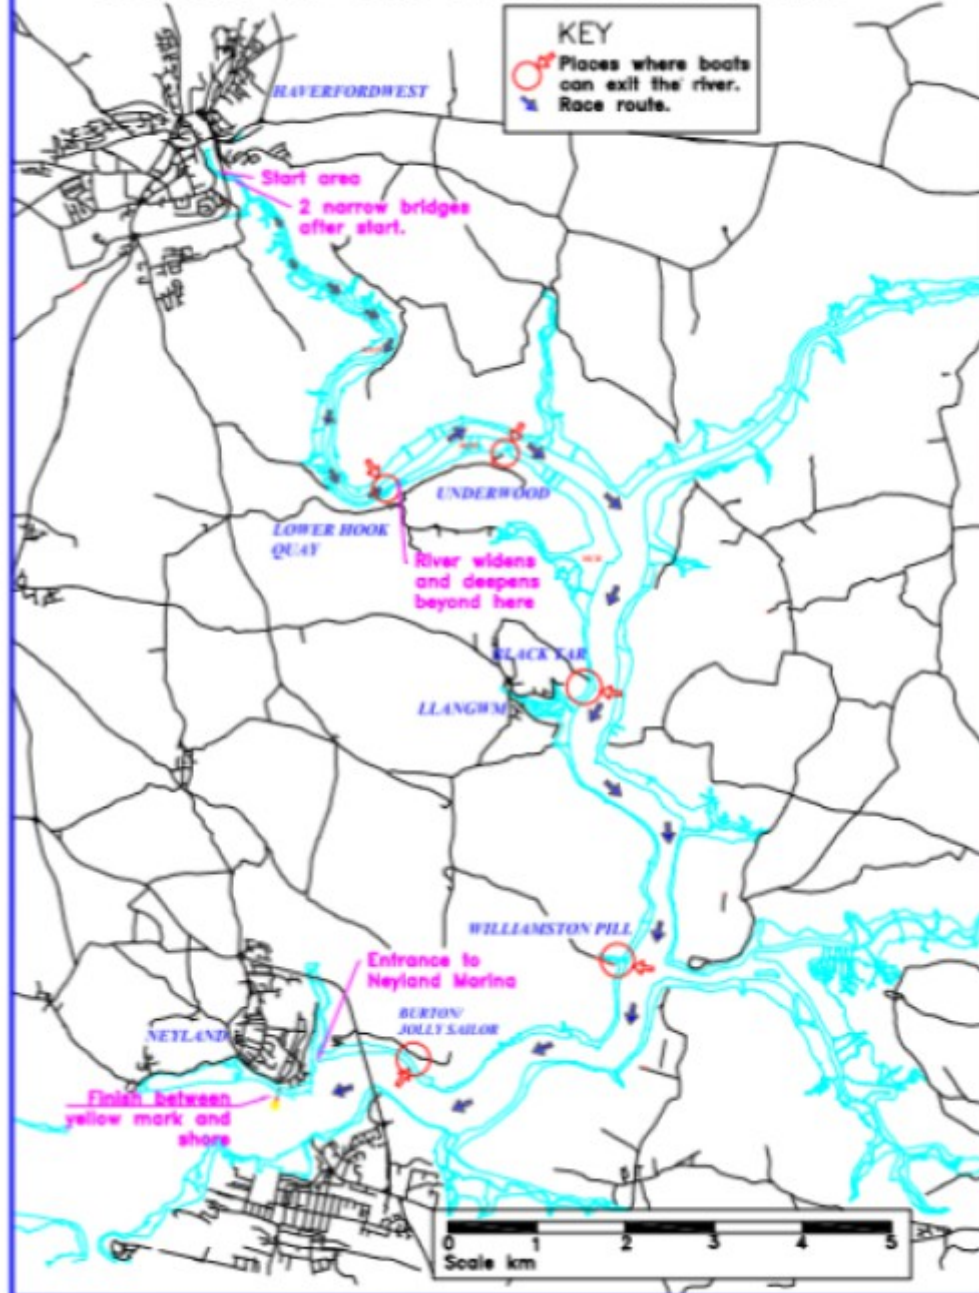 KEY
Places where boats
can exit the river.
Race route.
HAVERFORDWEST
Start area
2 narrow bridges
after start.
UNDERWOOD
LOWER HOOK
QUAY
River widens
and deepens
beyond here
BLACK TAR
LLANGWM
WILLIAMSTON PILL
Entrance to
Neyland Marina
BURTON/
JOLLY SAILOR
NEYLAND
Finish between
yellow mark and
shore
0 1 2 3 4 5
Scale km